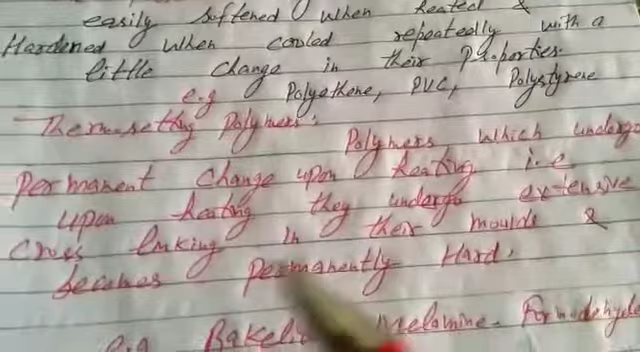 easily softened when heated &
Hardened when cooled repeatedly with a
little change in their Properties.
e.g Polyethene, PVC, Polystyrene
Thermosetting Polymers:
Polymers which undergo
permanent change upon heating i.e
upon heating they undergo extensive
cross linking in their moulds &
becomes permanently Hard.
e.g Melamine-Formadehyde